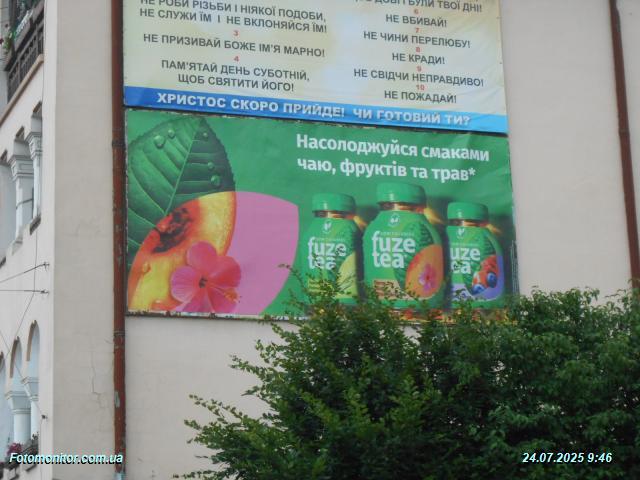 НЕ РОБИ РІЗЬБИ І НІЯКОЇ ПОДОБИ,
НЕ СЛУЖИ ЇМ І НЕ ВКЛОНЯЙСЯ ЇМ!
3
НЕ ПРИЗИВАЙ БОЖЕ ІМ'Я МАРНО!
4
ПАМ'ЯТАЙ ДЕНЬ СУБОТНІЙ,
ЩОБ СВЯТИТИ ЙОГО!
ДОВГІ БУЛИ ТВОЇ ДНІ!
6
НЕ ВБИВАЙ!
7
НЕ ЧИНИ ПЕРЕЛЮБУ!
8
НЕ КРАДИ!
9
НЕ СВІДЧИ НЕПРАВДИВО!
10
НЕ ПОЖАДАЙ!
ХРИСТОС СКОРО ПРИЙДЕ! ЧИ ГОТОВИЙ ТИ?
Насолоджуйся смаками
чаю, фруктів та трав*
fuze
tea
fuze
tea
fuze
tea
Fotomonitor.com.ua
24.07.2025 9:46